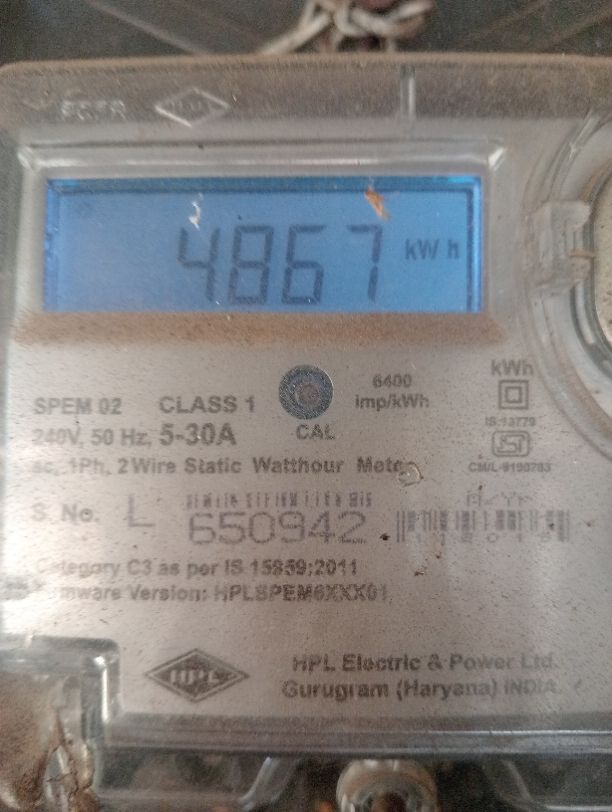 4867 kWh
SPEM 02 CLASS 1
6400 imp/kWh
kWh
240V, 50 Hz, 5-30A
CAL
IS:13779
ac, 1Ph, 2 Wire Static Watthour Meter
CM/L-9190783
S. No. L 650942
Category C3 as per IS 15959:2011
Firmware Version: HPLSPEM6XXX01
HPL
HPL Electric & Power Ltd.
Gurugram (Haryana) INDIA.